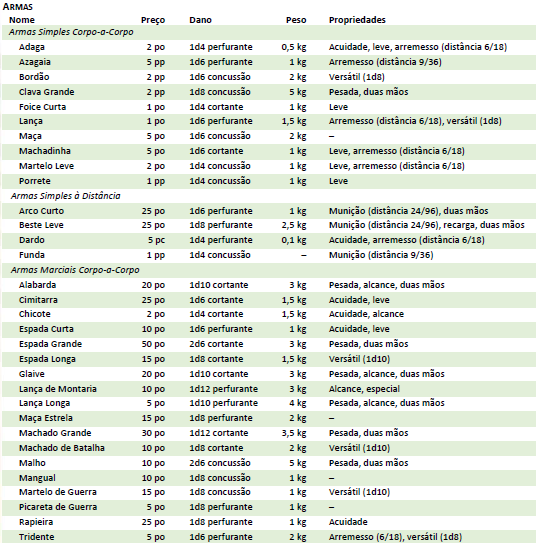 ARMAS
Nome Preço Dano Peso Propriedades
Armas Simples Corpo-a-Corpo
Adaga 2 po 1d4 perfurante 0,5 kg Acuidade, leve, arremesso (distância 6/18)
Azagaia 5 pp 1d6 perfurante 1 kg Arremesso (distância 9/36)
Bordão 2 pp 1d6 concussão 2 kg Versátil (1d8)
Clava Grande 2 pp 1d8 concussão 5 kg Pesada, duas mãos
Foice Curta 1 po 1d4 cortante 1 kg Leve
Lança 1 po 1d6 perfurante 1,5 kg Arremesso (distância 6/18), versátil (1d8)
Maça 5 po 1d6 concussão 2 kg –
Machadinha 5 po 1d6 cortante 1 kg Leve, arremesso (distância 6/18)
Martelo Leve 2 po 1d4 concussão 1 kg Leve, arremesso (distância 6/18)
Porrete 1 pp 1d4 concussão 1 kg Leve
Armas Simples à Distância
Arco Curto 25 po 1d6 perfurante 1 kg Munição (distância 24/96), duas mãos
Beste Leve 25 po 1d8 perfurante 2,5 kg Munição (distância 24/96), recarga, duas mãos
Dardo 5 pc 1d4 perfurante 0,1 kg Acuidade, arremesso (distância 6/18)
Funda 1 pp 1d4 concussão – Munição (distância 9/36)
Armas Marciais Corpo-a-Corpo
Alabarda 20 po 1d10 cortante 3 kg Pesada, alcance, duas mãos
Cimitarra 25 po 1d6 cortante 1,5 kg Acuidade, leve
Chicote 2 po 1d4 cortante 1,5 kg Acuidade, alcance
Espada Curta 10 po 1d6 perfurante 1 kg Acuidade, leve
Espada Grande 50 po 2d6 cortante 3 kg Pesada, duas mãos
Espada Longa 15 po 1d8 cortante 1,5 kg Versátil (1d10)
Glaive 20 po 1d10 cortante 3 kg Pesada, alcance, duas mãos
Lança de Montaria 10 po 1d12 perfurante 3 kg Alcance, especial
Lança Longa 5 po 1d10 perfurante 4 kg Pesada, alcance, duas mãos
Maça Estrela 15 po 1d8 perfurante 2 kg –
Machado Grande 30 po 1d12 cortante 3,5 kg Pesada, duas mãos
Machado de Batalha 10 po 1d8 cortante 2 kg Versátil (1d10)
Malho 10 po 2d6 concussão 5 kg Pesada, duas mãos
Mangual 10 po 1d8 concussão 1 kg –
Martelo de Guerra 15 po 1d8 concussão 1 kg Versátil (1d10)
Picareta de Guerra 5 po 1d8 perfurante 1 kg –
Rapieira 25 po 1d8 perfurante 1 kg Acuidade
Tridente 5 po 1d6 perfurante 2 kg Arremesso (6/18), versátil (1d8)